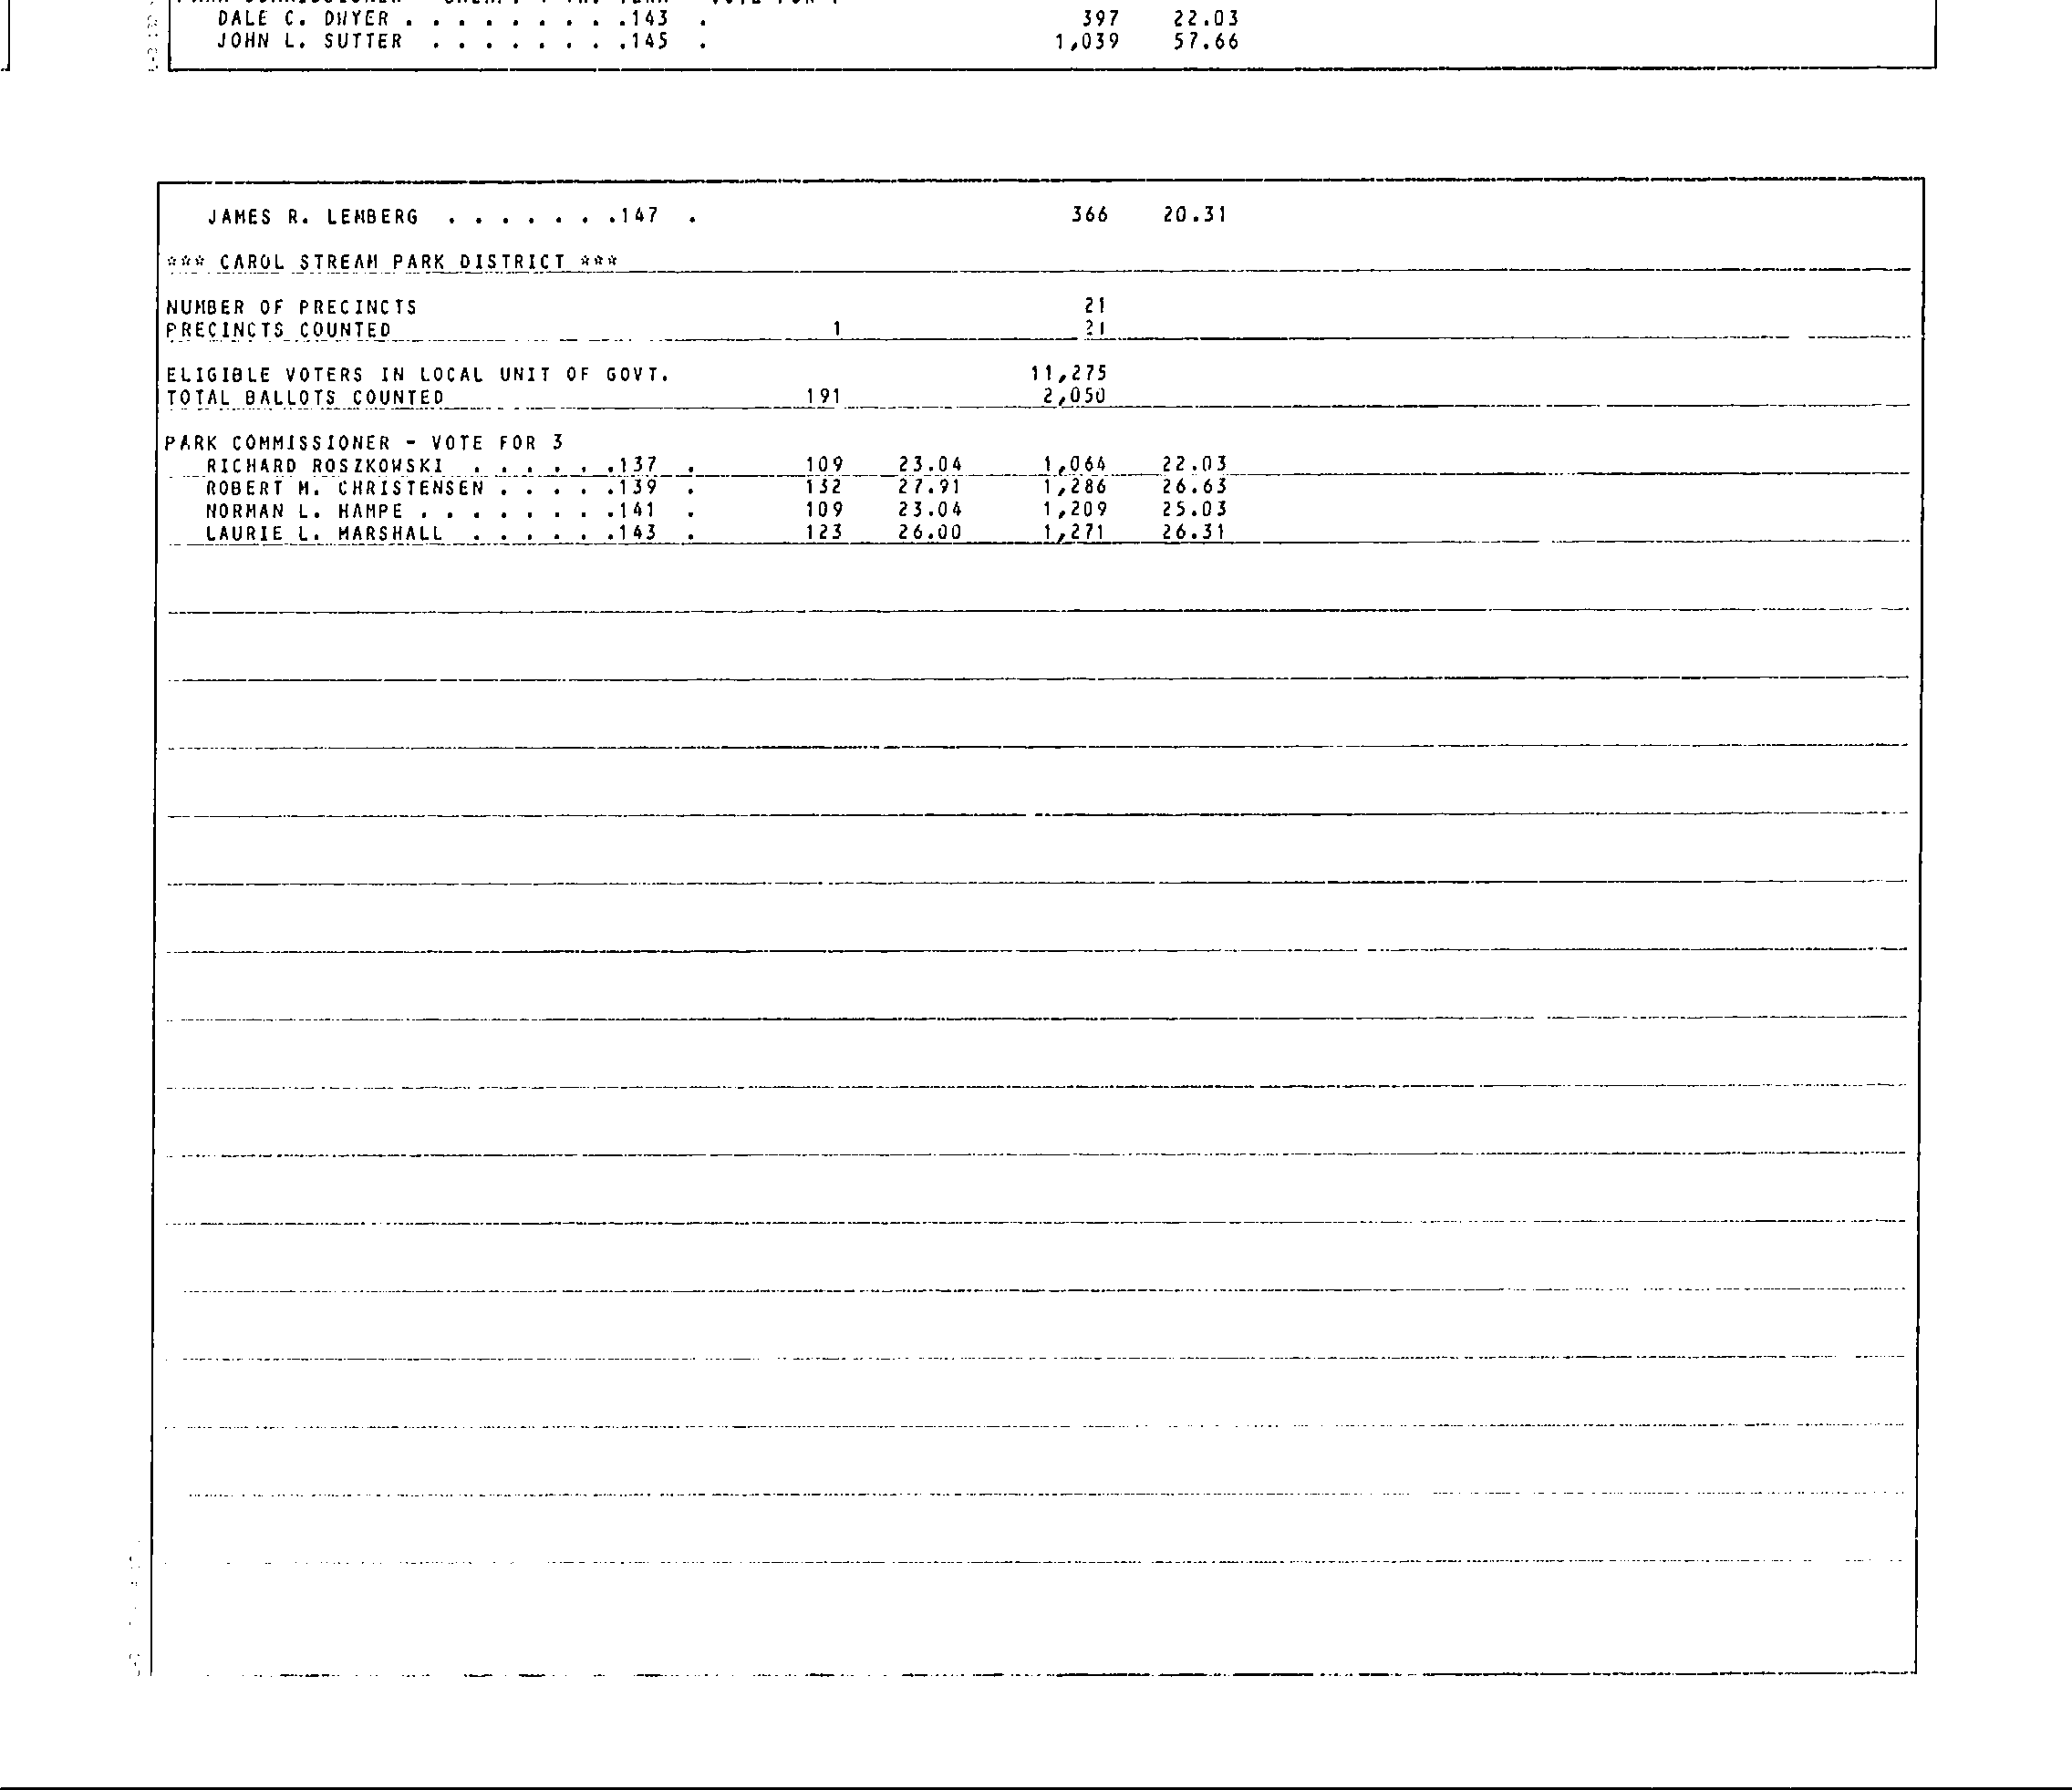 DALE C. DWYER . . . . . . . . .143 . 397 22.03
JOHN L. SUTTER . . . . . . . .145 . 1,039 57.66
JAMES R. LEMBERG . . . . . . .147 . 366 20.31
*** CAROL STREAM PARK DISTRICT ***
NUMBER OF PRECINCTS 21
PRECINCTS COUNTED 1 21
ELIGIBLE VOTERS IN LOCAL UNIT OF GOVT. 11,275
TOTAL BALLOTS COUNTED 191 2,050
PARK COMMISSIONER - VOTE FOR 3
RICHARD ROSZKOWSKI . . . . . .137 . 109 23.04 1,064 22.03
ROBERT M. CHRISTENSEN . . . . .139 . 132 27.91 1,286 26.63
NORMAN L. HAMPE . . . . . . . .141 . 109 23.04 1,209 25.03
LAURIE L. MARSHALL . . . . . .143 . 123 26.00 1,271 26.31